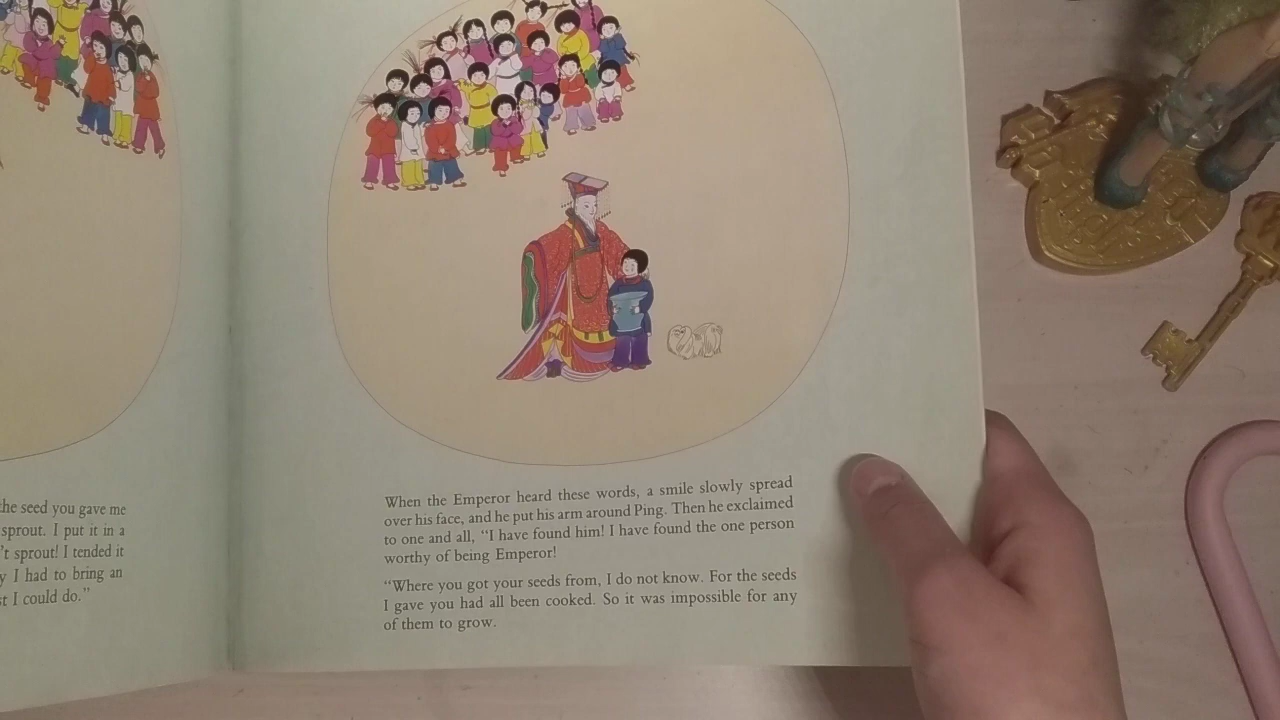 he seed you gave me
sprout. I put it in a
't sprout! I tended it
I had to bring an
I could do."
When the Emperor heard these words, a smile slowly spread
over his face, and he put his arm around Ping. Then he exclaimed
to one and all, "I have found him! I have found the one person
worthy of being Emperor!
"Where you got your seeds from, I do not know. For the seeds
I gave you had all been cooked. So it was impossible for any
of them to grow.